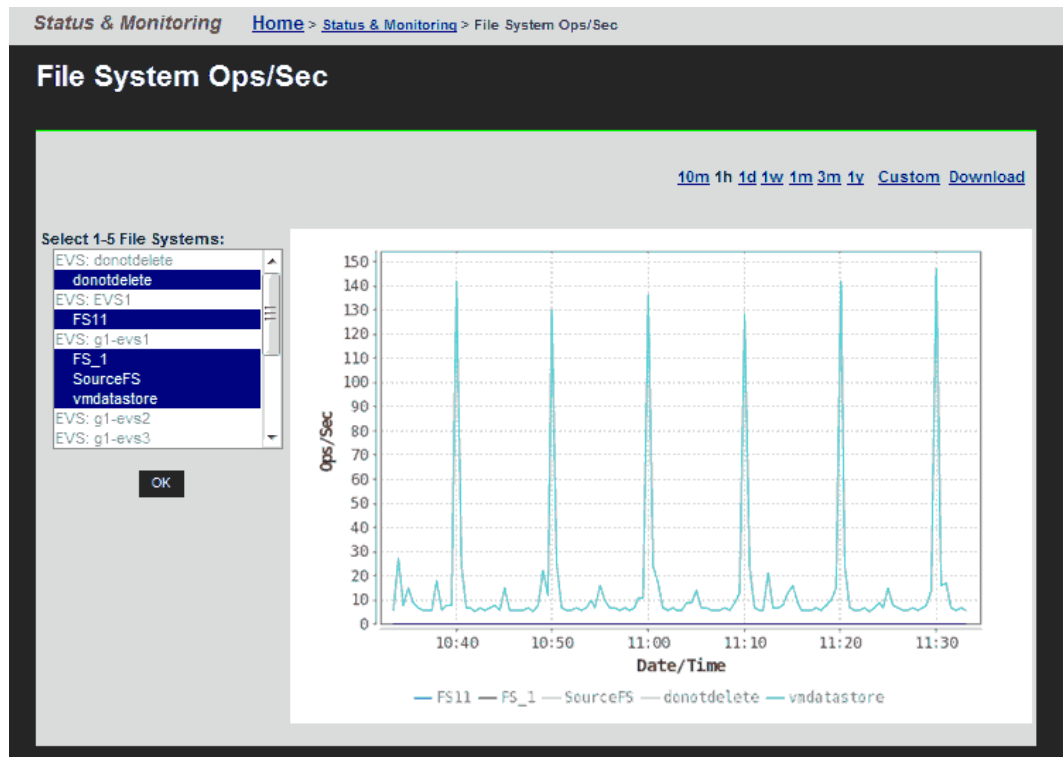 Status & Monitoring Home > Status & Monitoring > File System Ops/Sec
File System Ops/Sec
10m 1h 1d 1w 1m 3m 1y Custom Download
Select 1-5 File Systems:
EVS: donotdelete
donotdelete
EVS: EVS1
FS11
EVS: g1-evs1
FS_1
SourceFS
vmdatastore
EVS: g1-evs2
EVS: g1-evs3
OK
Ops/Sec
150
140
130
120
110
100
90
80
70
60
50
40
30
20
10
0
10:40 10:50 11:00 11:10 11:20 11:30
Date/Time
FS11 FS_1 SourceFS donotdelete vmdatastore